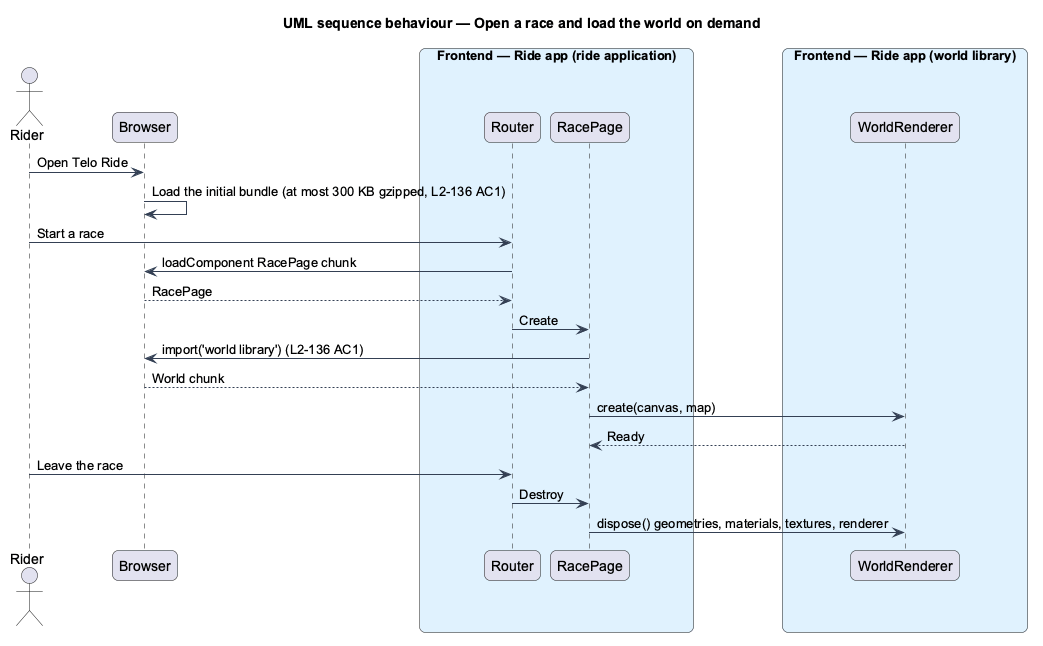 UML sequence behaviour — Open a race and load the world on demand
Frontend — Ride app (ride application)
Frontend — Ride app (world library)
Rider
Browser
Router
RacePage
WorldRenderer
Open Telo Ride
Load the initial bundle (at most 300 KB gzipped, L2-136 AC1)
Start a race
loadComponent RacePage chunk
RacePage
Create
import('world library') (L2-136 AC1)
World chunk
create(canvas, map)
Ready
Leave the race
Destroy
dispose() geometries, materials, textures, renderer
Rider
Browser
Router
RacePage
WorldRenderer